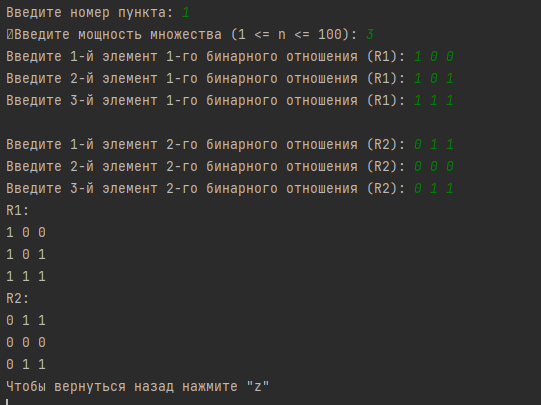 Введите номер пункта: 1
Введите мощность множества (1 <= n <= 100): 3
Введите 1-й элемент 1-го бинарного отношения (R1): 1 0 0
Введите 2-й элемент 1-го бинарного отношения (R1): 1 0 1
Введите 3-й элемент 1-го бинарного отношения (R1): 1 1 1
Введите 1-й элемент 2-го бинарного отношения (R2): 0 1 1
Введите 2-й элемент 2-го бинарного отношения (R2): 0 0 0
Введите 3-й элемент 2-го бинарного отношения (R2): 0 1 1
R1:
1 0 0
1 0 1
1 1 1
R2:
0 1 1
0 0 0
0 1 1
Чтобы вернуться назад нажмите "z"